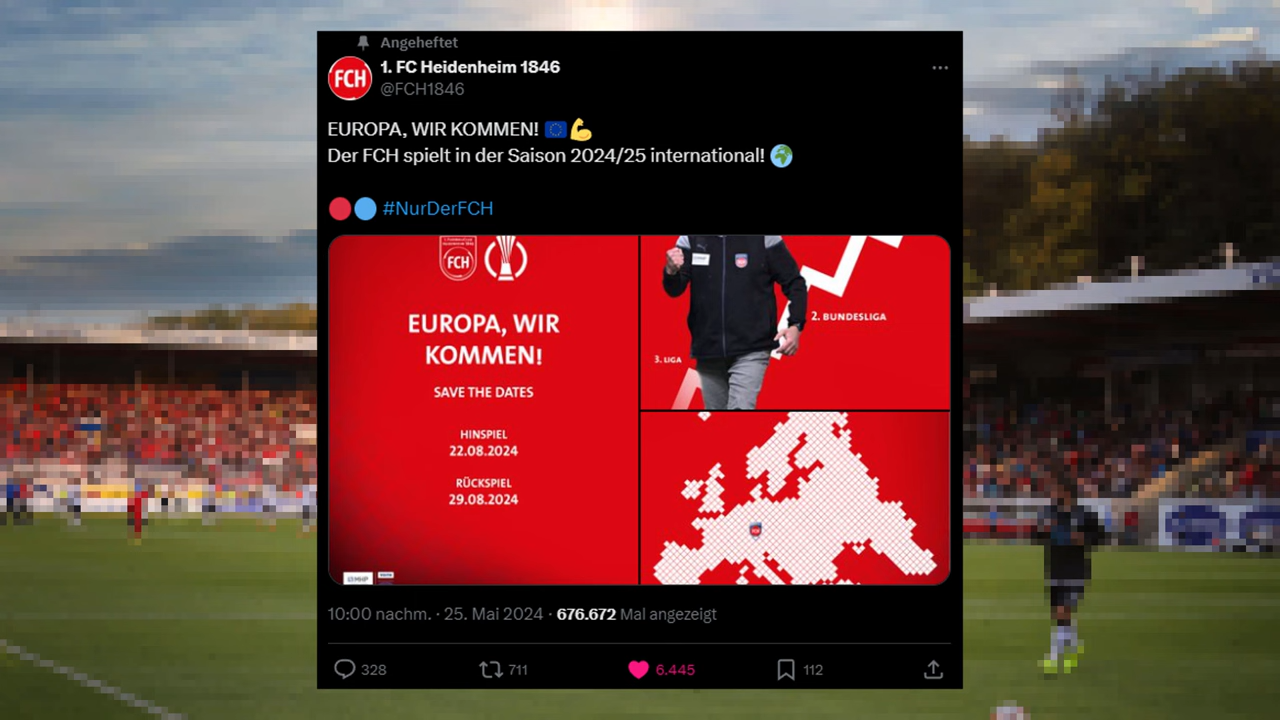 Angeheftet
FCH
1. FC Heidenheim 1846
@FCH1846
EUROPA, WIR KOMMEN! 🇪🇺💪
Der FCH spielt in der Saison 2024/25 international! 🌍
🔴🔵 #NurDerFCH
FCH
EUROPA, WIR
KOMMEN!
SAVE THE DATES
HINSPIEL
22.08.2024
RÜCKSPIEL
29.08.2024
MHP
2. BUNDESLIGA
3. LIGA
10:00 nachm. · 25. Mai 2024 · 676.672 Mal angezeigt
328 711 6.445 112